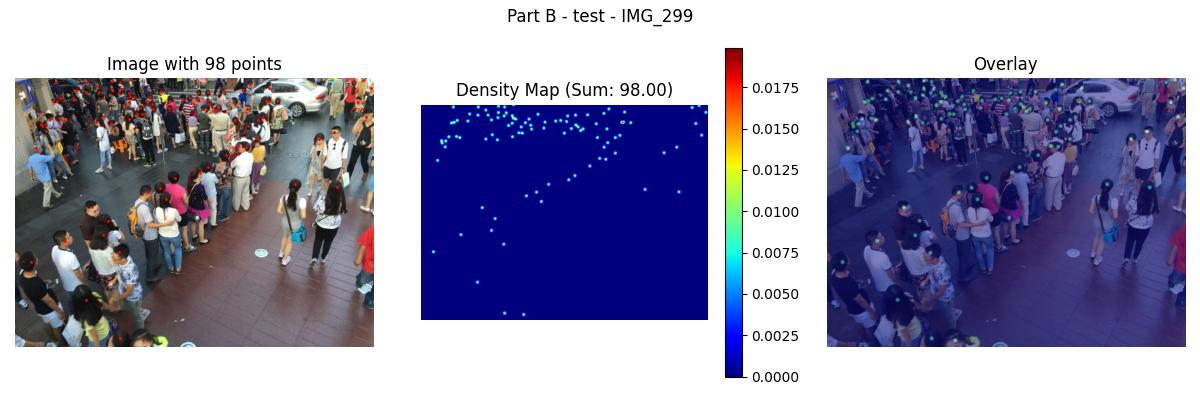 Part B - test - IMG_299
Image with 98 points
Density Map (Sum: 98.00)
Overlay
0.0175
0.0150
0.0125
0.0100
0.0075
0.0050
0.0025
0.0000